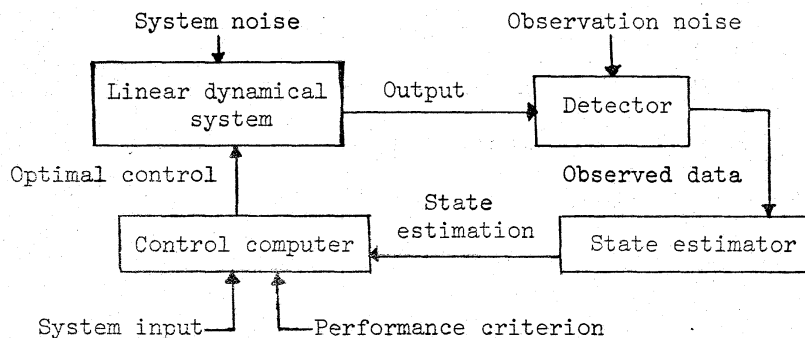 System noise
Observation noise
Linear dynamical
system
Output
Detector
Optimal control
Observed data
State
estimation
Control computer
State estimator
System input
Performance criterion